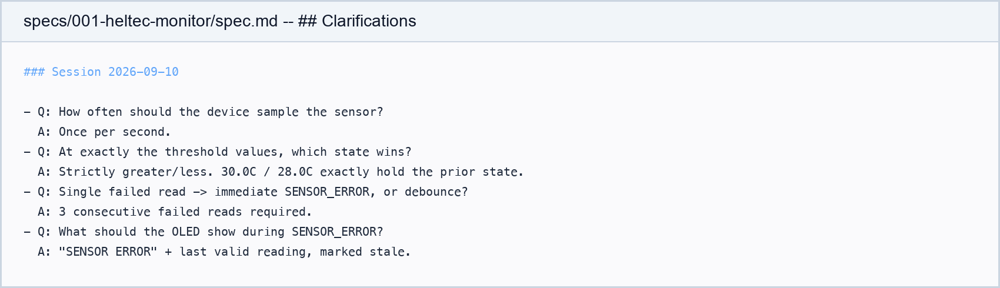 specs/001-heltec-monitor/spec.md -- ## Clarifications
### Session 2026-09-10
- Q: How often should the device sample the sensor?
A: Once per second.
- Q: At exactly the threshold values, which state wins?
A: Strictly greater/less. 30.0C / 28.0C exactly hold the prior state.
- Q: Single failed read -> immediate SENSOR_ERROR, or debounce?
A: 3 consecutive failed reads required.
- Q: What should the OLED show during SENSOR_ERROR?
A: "SENSOR ERROR" + last valid reading, marked stale.